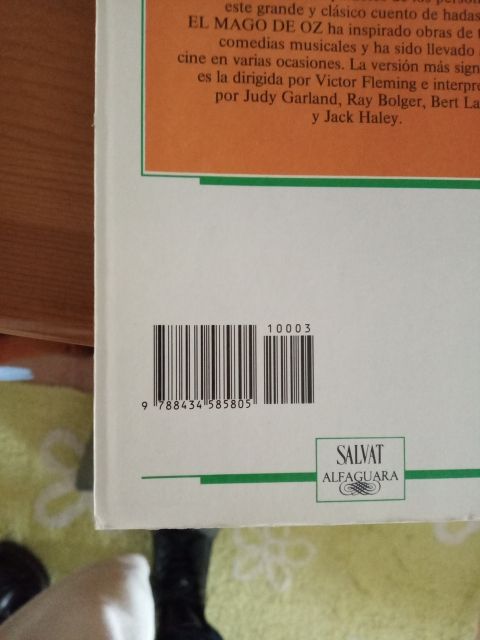 de los
este grande y clásico cuento de hadas
EL MAGO DE OZ ha inspirado obras de
comedias musicales y ha sido llevado
cine en varias ocasiones. La versión más
es la dirigida por Victor Fleming e
por Judy Garland, Ray Bolger, Bert
y Jack Haley.
10003
9 788434 585805
SALVAT
ALFAGUARA